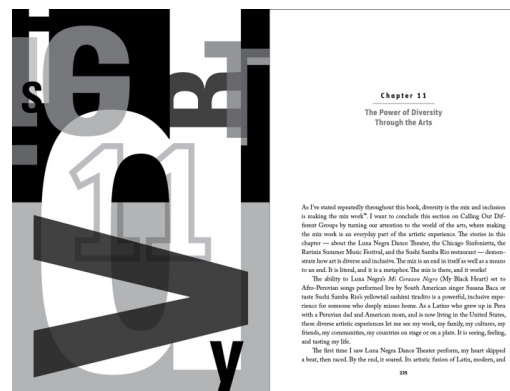 i
s
G
R
T
11
0
V
y
Chapter 11
The Power of Diversity
Through the Arts
As I've stated repeatedly throughout this book, diversity is the mix and inclusion
is making the mix work℠. I want to conclude this section on Calling Out Dif-
ferent Groups by turning our attention to the world of the arts, where making
the mix work is an everyday part of the artistic experience. The stories in this
chapter — about the Luna Negra Dance Theater, the Chicago Sinfonietta, the
Ravinia Summer Music Festival, and the Sushi Samba Rio restaurant — demon-
strate how art is diverse and inclusive. The mix is an end in itself as well as a means
to an end. It is literal, and it is a metaphor. The mix is there, and it works!
The ability to Luna Negra's Mi Corazon Negro (My Black Heart) set to
Afro-Peruvian songs performed live by South American singer Susana Baca or
taste Sushi Samba Rio's yellowtail sashimi tiradito is a powerful, inclusive expe-
rience for someone who deeply misses home. As a Latino who grew up in Peru
with a Peruvian dad and American mom, and is now living in the United States,
these diverse artistic experiences let me see my work, my family, my cultures, my
friends, my communities, my countries on stage or on a plate. It is seeing, feeling,
and tasting my life.
The first time I saw Luna Negra Dance Theater perform, my heart skipped
a beat, then raced. By the end, it soared. Its artistic fusion of Latin, modern, and
225